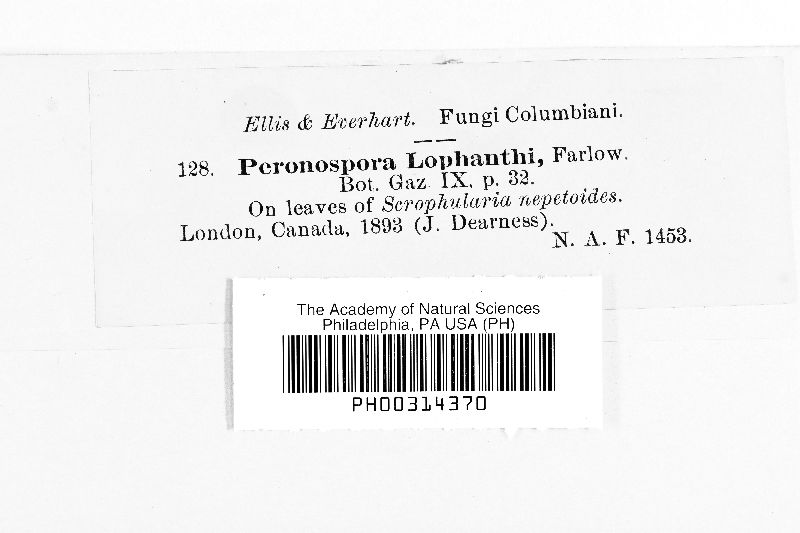 Ellis & Everhart. Fungi Columbiani.
128. Peronospora Lophanthi, Farlow.
Bot. Gaz. IX. p. 32.
On leaves of Scrophularia nepetoides.
London, Canada, 1893 (J. Dearness).
N. A. F. 1453.
The Academy of Natural Sciences
Philadelphia, PA USA (PH)
PH00314370